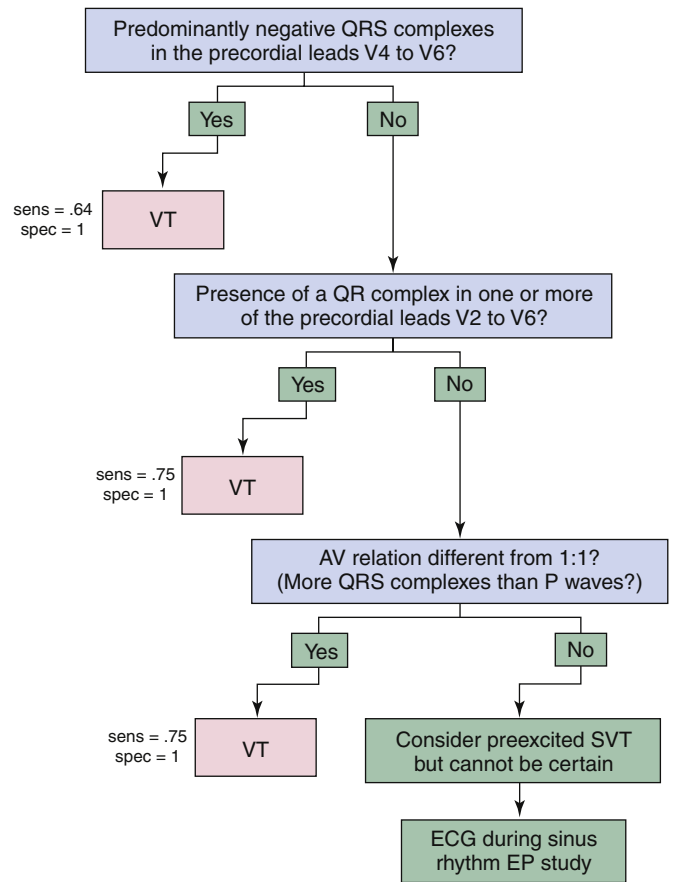 Predominantly negative QRS complexes
in the precordial leads V4 to V6?
Yes
No
sens = .64
spec = 1
VT
Presence of a QR complex in one or more
of the precordial leads V2 to V6?
Yes
No
sens = .75
spec = 1
VT
AV relation different from 1:1?
(More QRS complexes than P waves?)
Yes
No
sens = .75
spec = 1
VT
Consider preexcited SVT
but cannot be certain
ECG during sinus
rhythm EP study